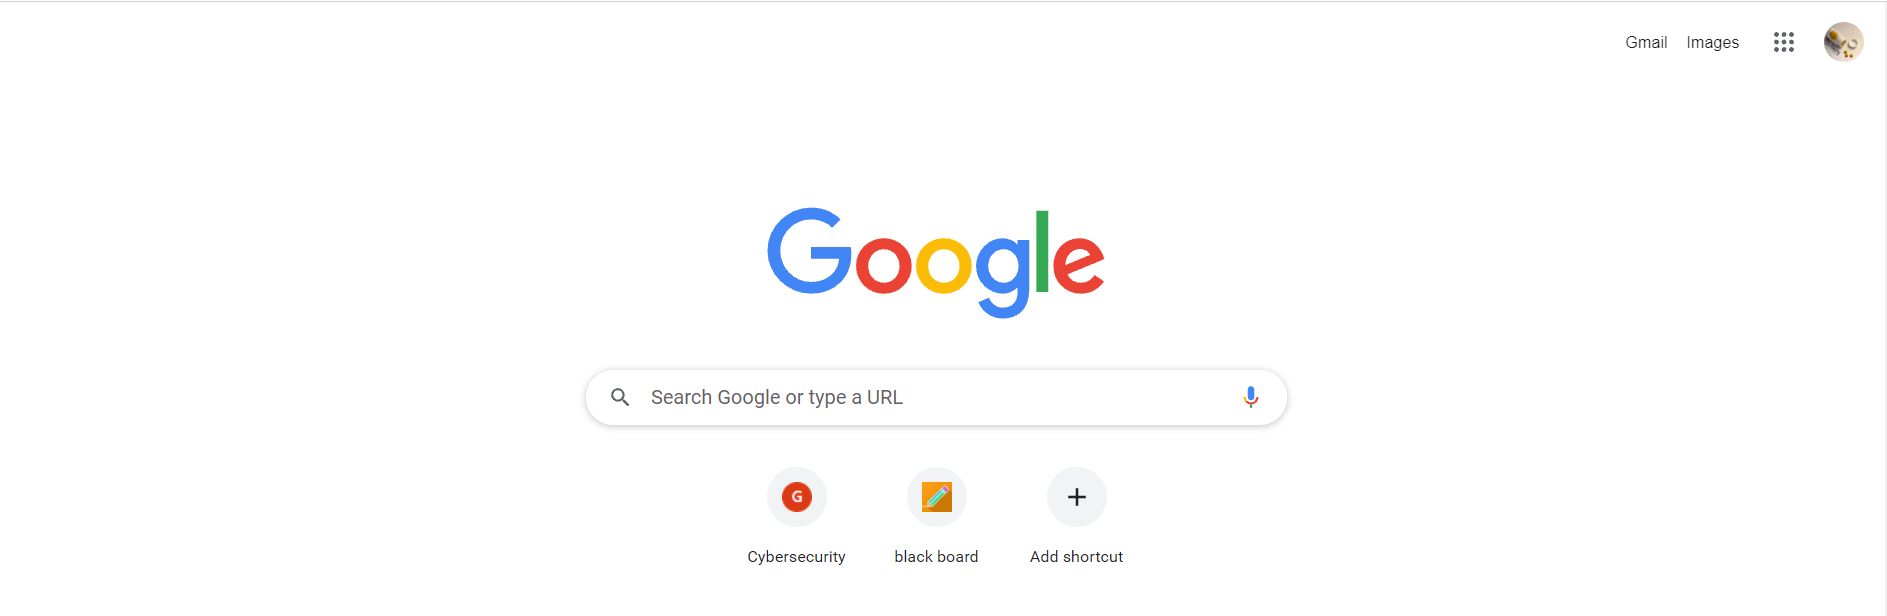 Gmail Images
Google
Search Google or type a URL
G
Cybersecurity black board Add shortcut